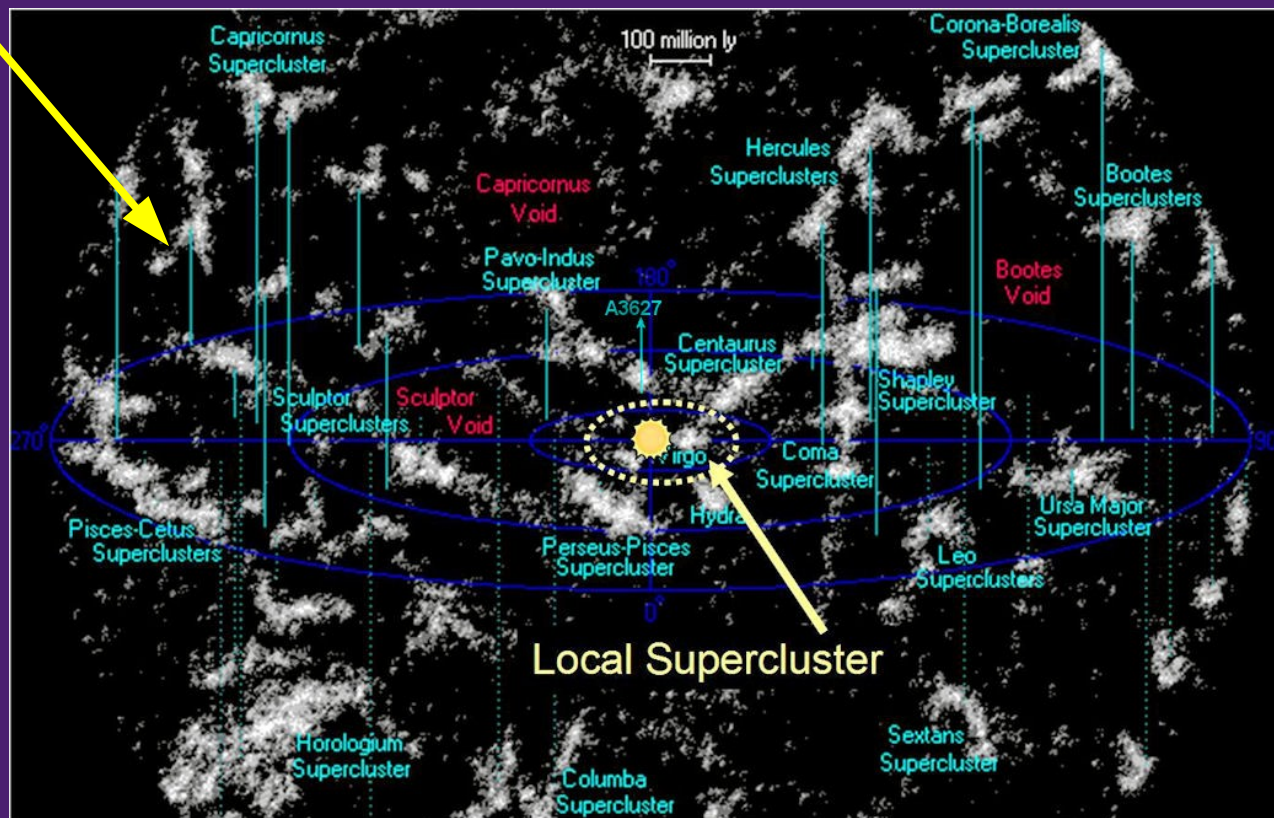 Capricornus
Supercluster
100 million ly
Corona-Borealis
Supercluster
Hercules
Superclusters
Bootes
Superclusters
Capricornus
Void
Pavo-Indus
Supercluster
180°
Bootes
Void
A3627
Centaurus
Supercluster
Sculptor
Superclusters
Sculptor
Void
Shapley
Supercluster
270°
90
Virgo
Coma
Supercluster
Pisces-Cetus
Superclusters
Perseus-Pisces
Supercluster
Hydra
Ursa Major
Supercluster
Leo
Superclusters
0°
Local Supercluster
Horologium
Supercluster
Columba
Supercluster
Sextans
Supercluster